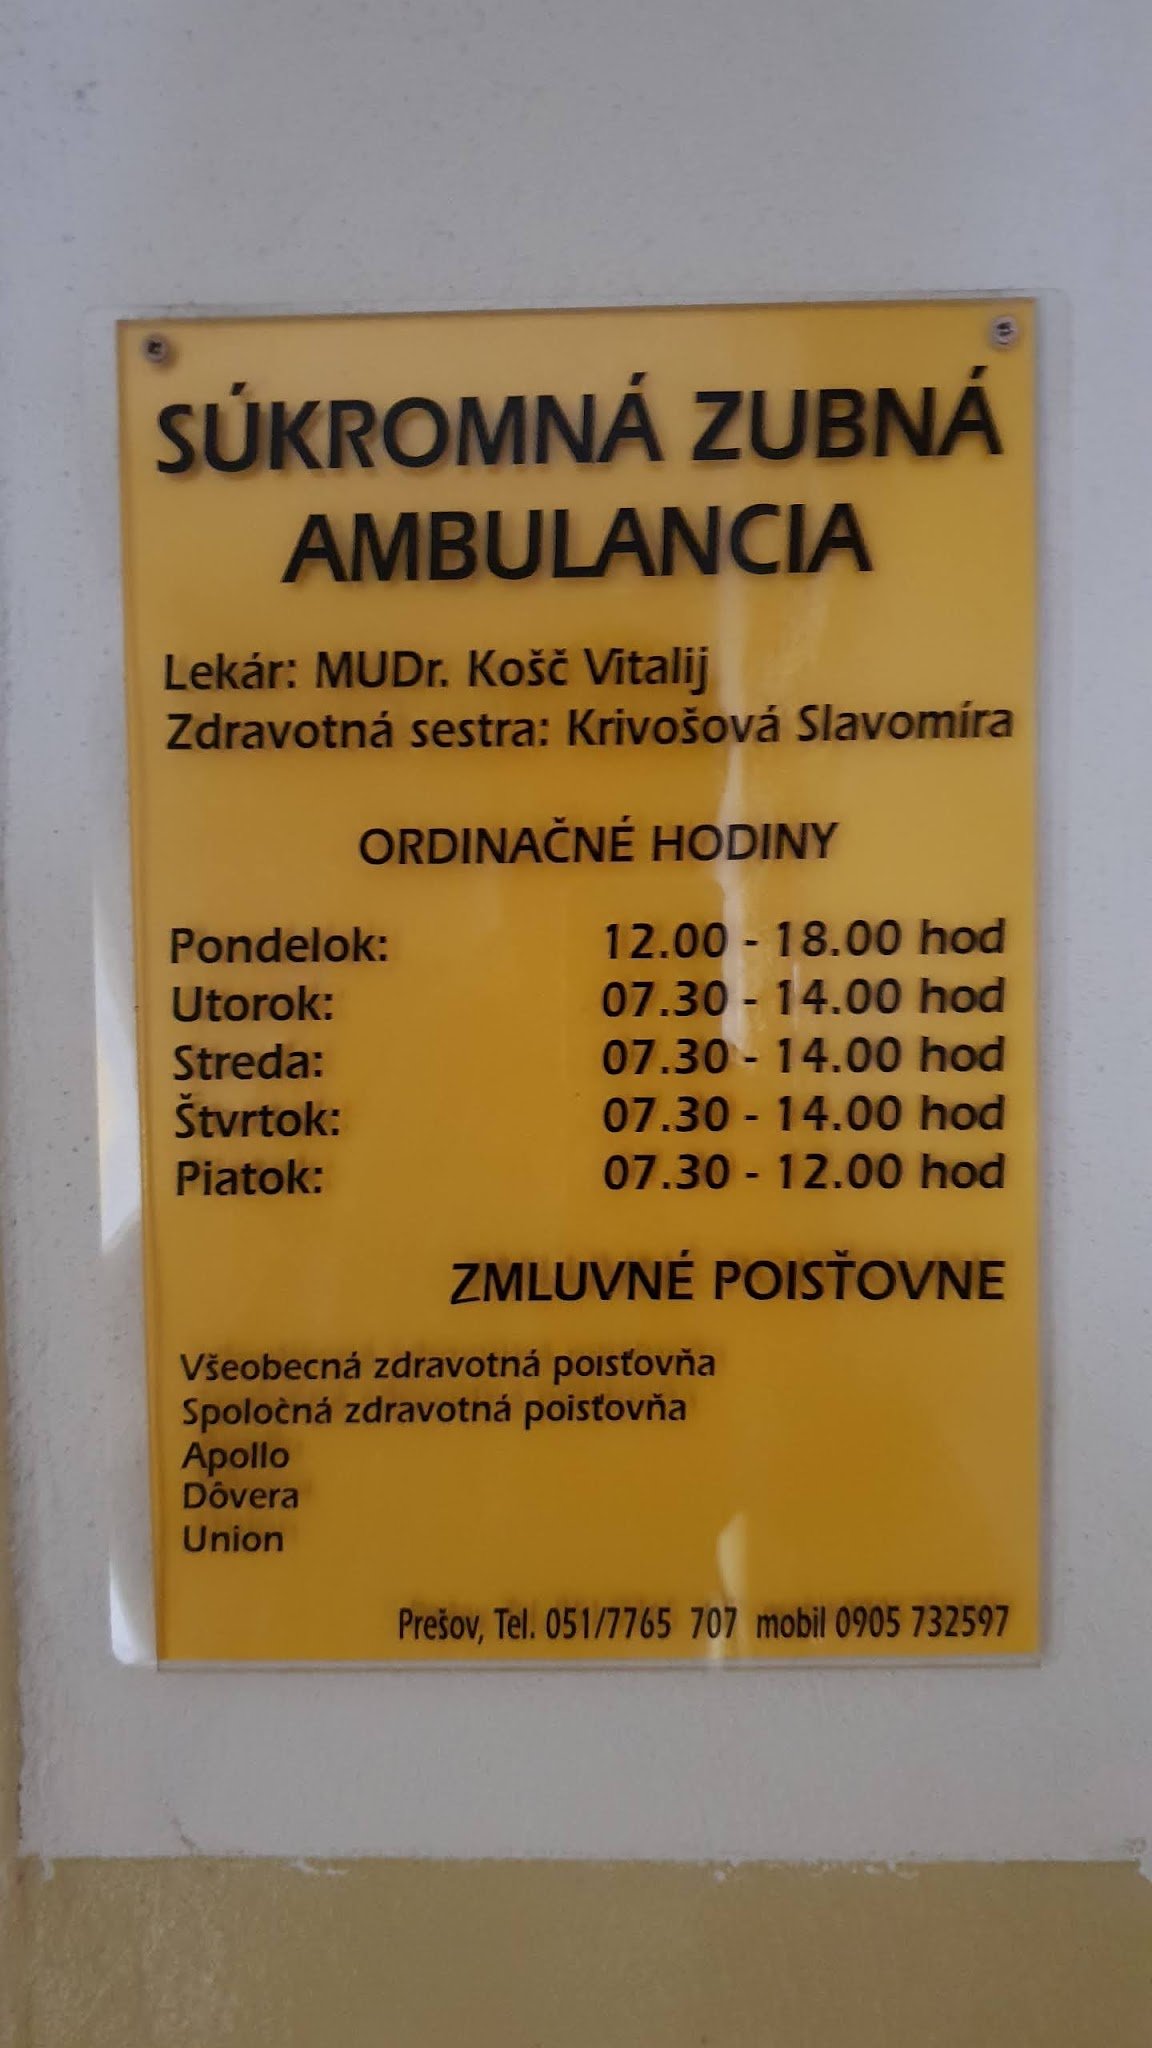 SÚKROMNÁ ZUBNÁ
AMBULANCIA
Lekár: MUDr. Košč Vitalij
Zdravotná sestra: Krivošová Slavomíra
ORDINAČNÉ HODINY
Pondelok: 12.00 - 18.00 hod
Utorok: 07.30 - 14.00 hod
Streda: 07.30 - 14.00 hod
Štvrtok: 07.30 - 14.00 hod
Piatok: 07.30 - 12.00 hod
ZMLUVNÉ POISŤOVNE
Všeobecná zdravotná poisťovňa
Spoločná zdravotná poisťovňa
Apollo
Dôvera
Union
Prešov, Tel. 051/7765 707 mobil 0905 732597